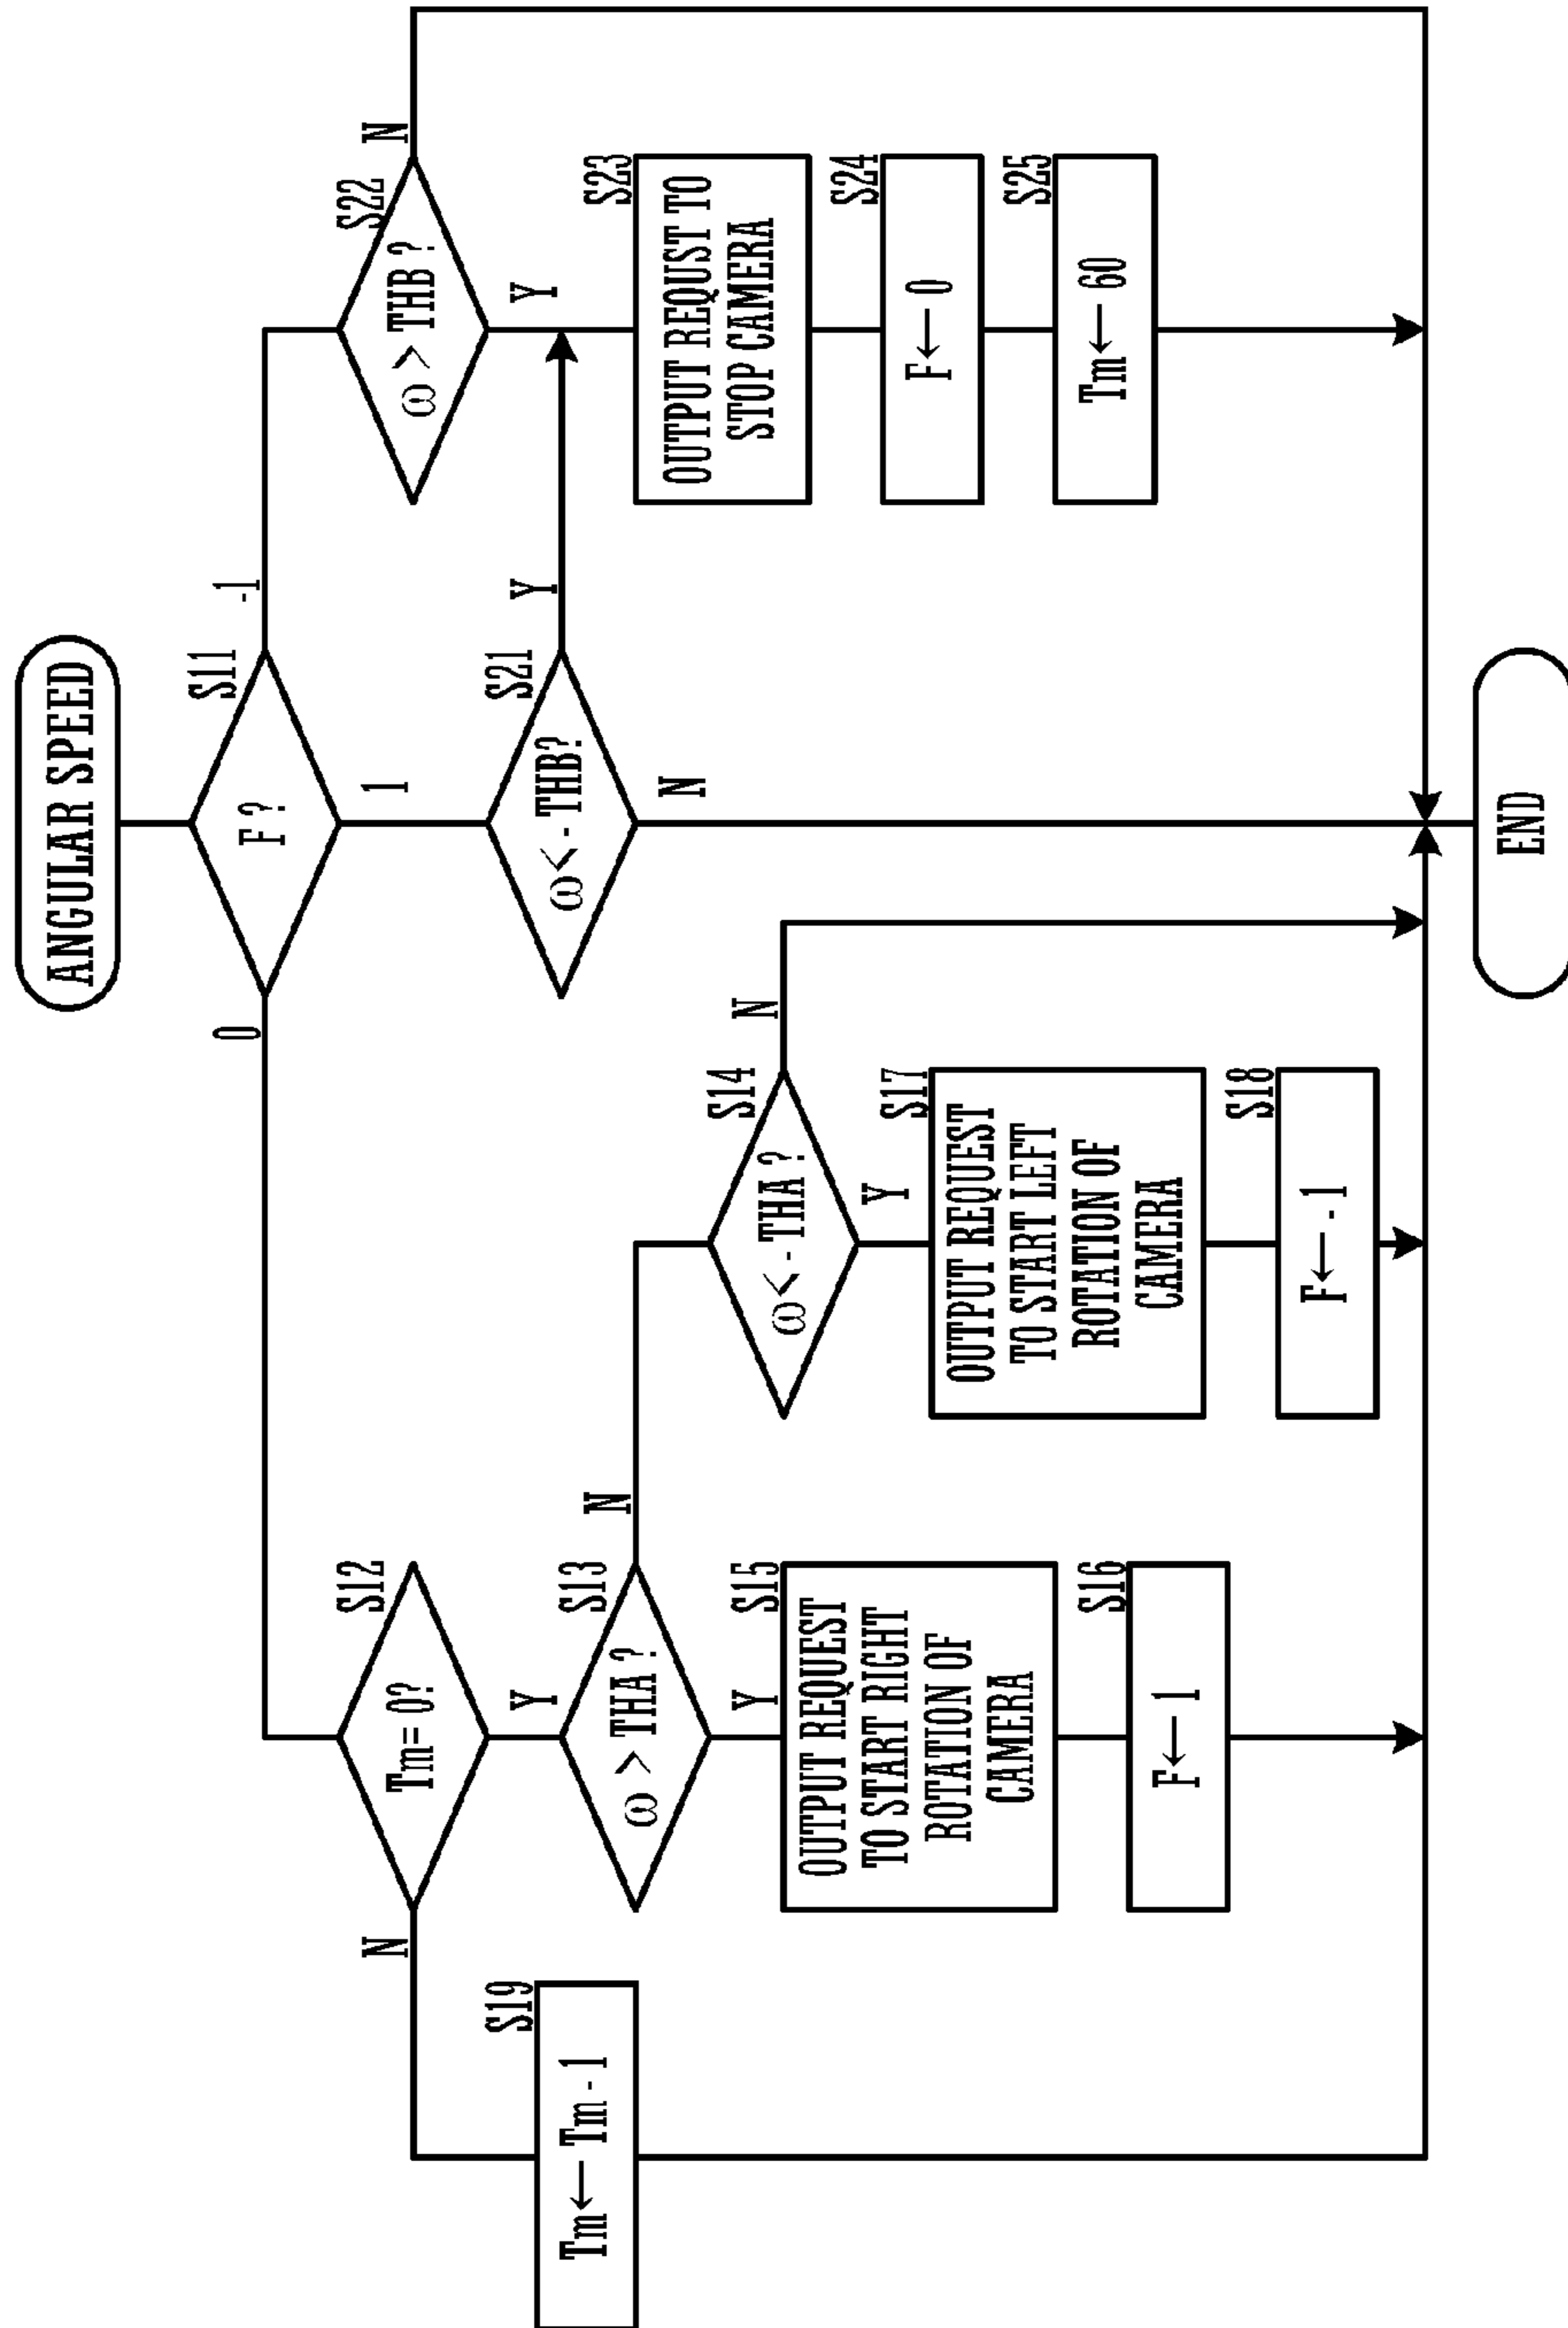 ANGULAR SPEED
S11
F?
0
1
-1
S12
Tm=0?
N
Y
S19
Tm←Tm-1
S13
ω>THA?
N
Y
S14
ω<-THA?
N
Y
S15
OUTPUT REQUEST
TO START RIGHT
ROTATION OF
CAMERA
S16
F←1
S17
OUTPUT REQUEST
TO START LEFT
ROTATION OF
CAMERA
S18
F←-1
S21
ω<-THB?
Y
N
S22
ω>THB?
N
Y
S23
OUTPUT REQUST TO
STOP CAMERA
S24
F←0
S25
Tm←60
END